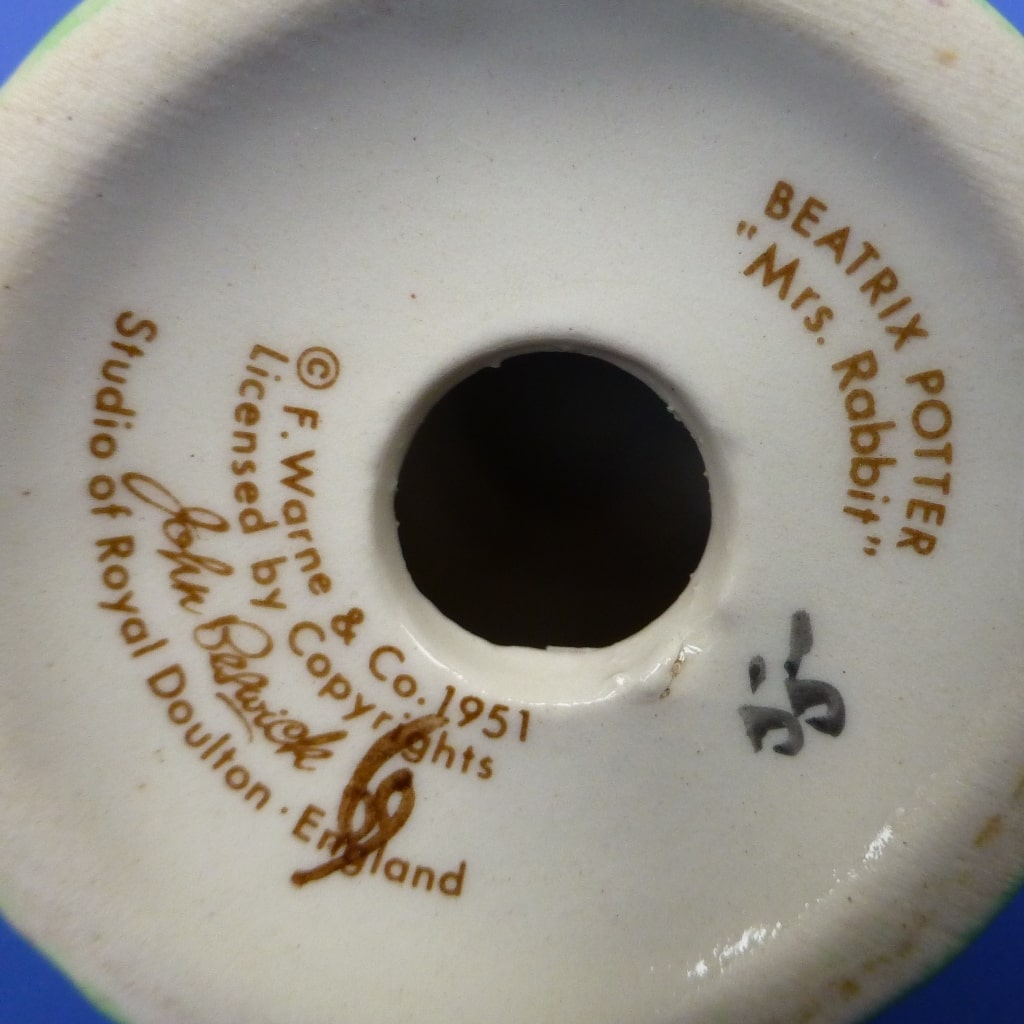 BEATRIX POTTER
"Mrs. Rabbit"
© F. Warne & Co. 1951
Licensed by Copyrights
John Beswick
Studio of Royal Doulton · England